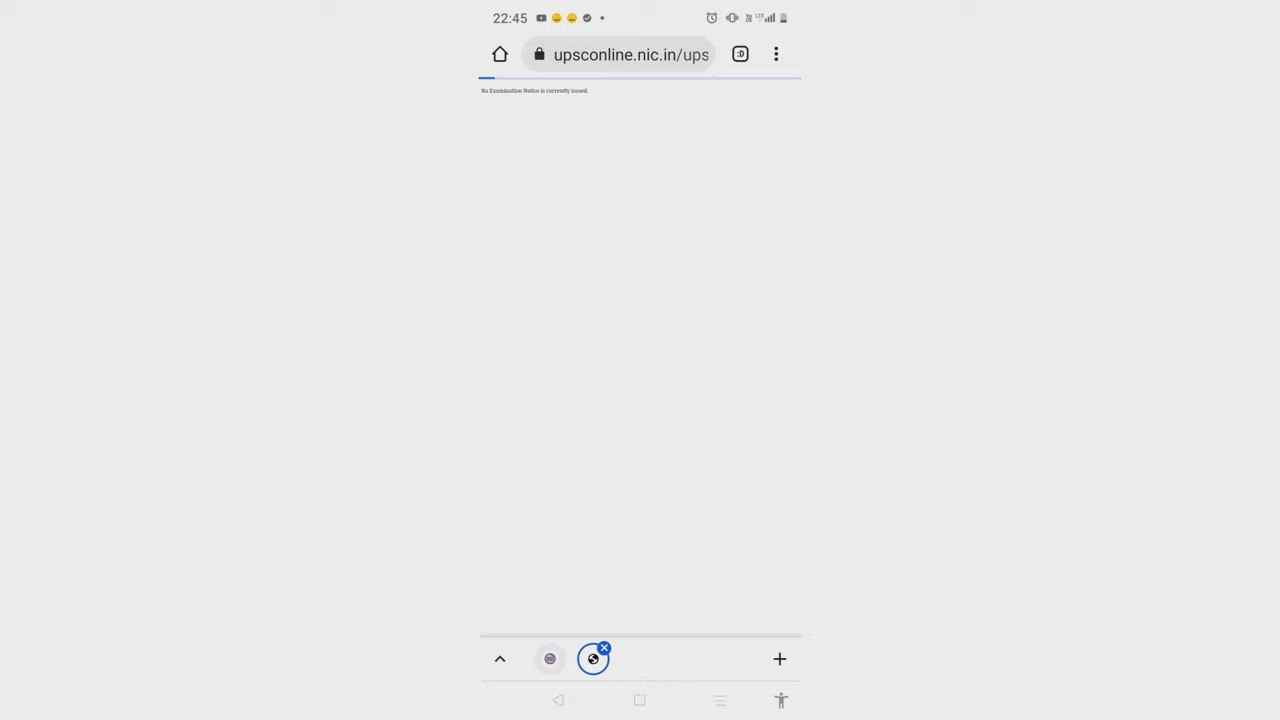 22:45
upsconline.nic.in/ups
:D
No Examination Notice is currently issued.